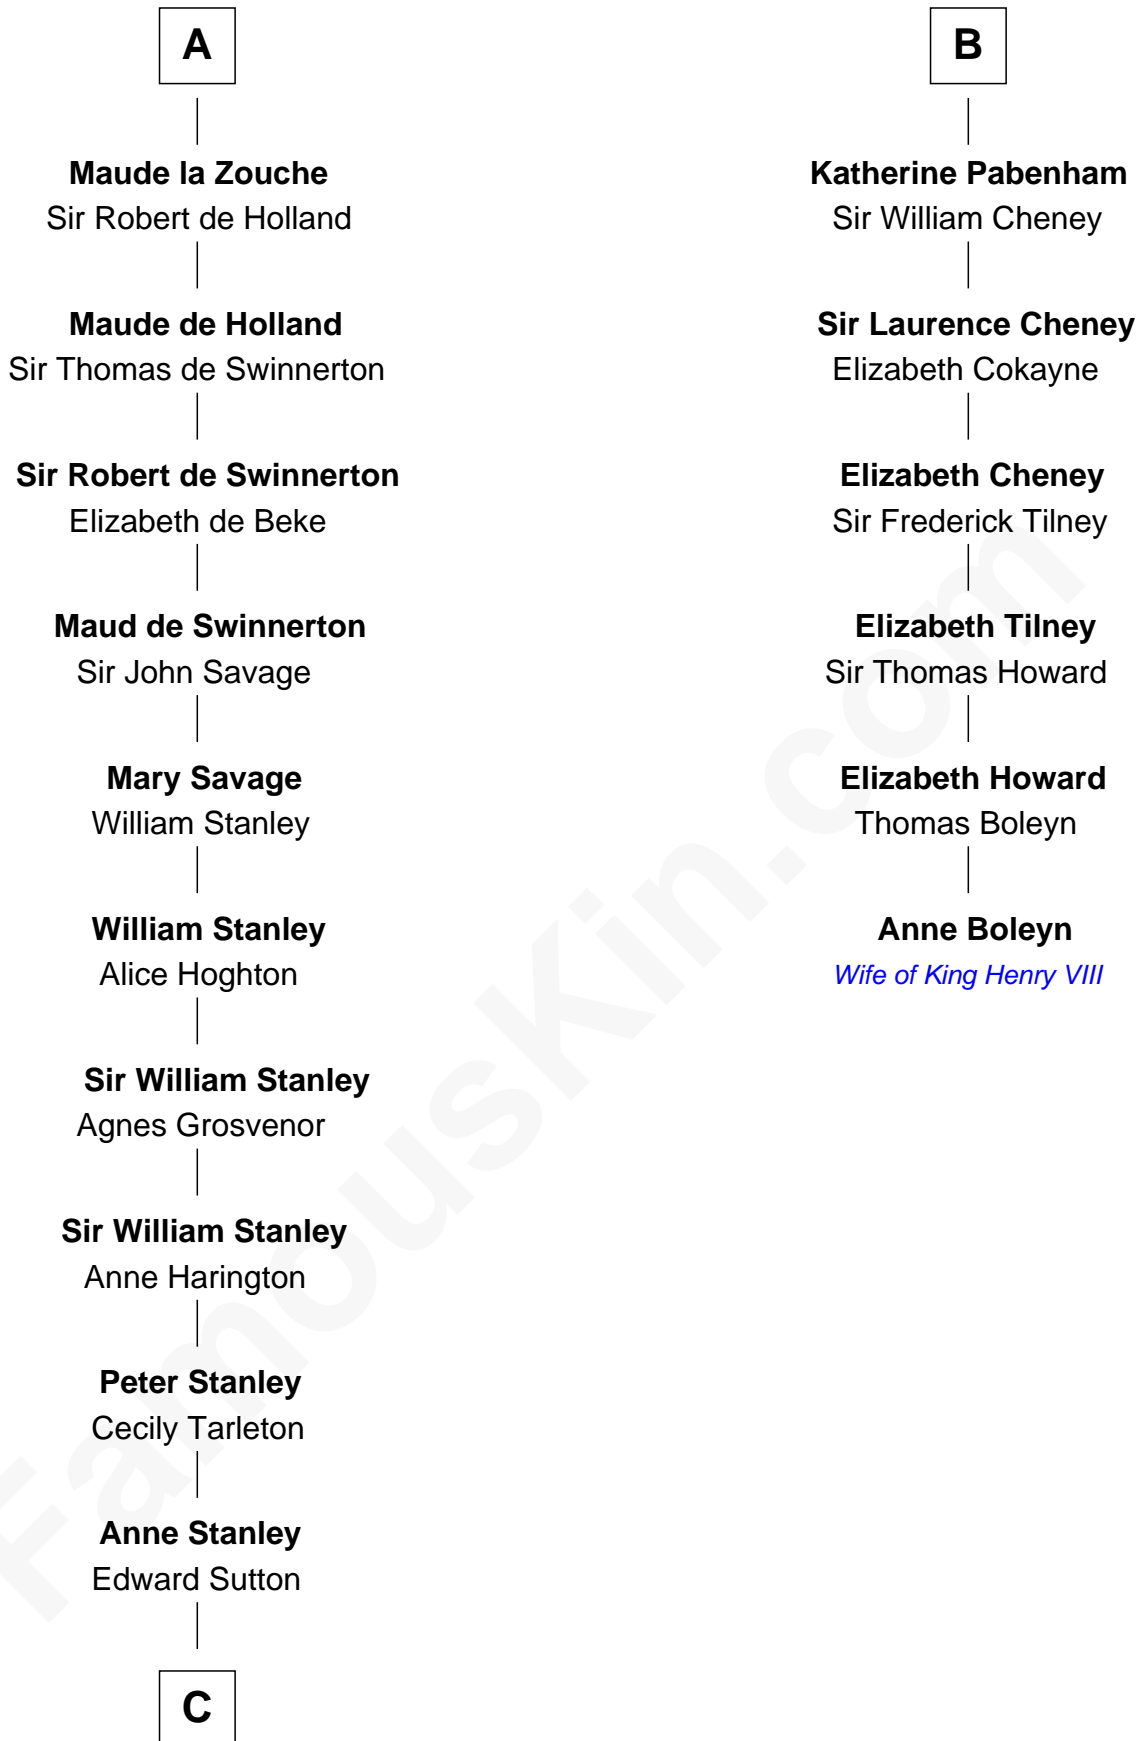 A
Maude la Zouche
Sir Robert de Holland
Maude de Holland
Sir Thomas de Swinnerton
Sir Robert de Swinnerton
Elizabeth de Beke
Maud de Swinnerton
Sir John Savage
Mary Savage
William Stanley
William Stanley
Alice Hoghton
Sir William Stanley
Agnes Grosvenor
Sir William Stanley
Anne Harington
Peter Stanley
Cecily Tarleton
Anne Stanley
Edward Sutton
C
B
Katherine Pabenham
Sir William Cheney
Sir Laurence Cheney
Elizabeth Cokayne
Elizabeth Cheney
Sir Frederick Tilney
Elizabeth Tilney
Sir Thomas Howard
Elizabeth Howard
Thomas Boleyn
Anne Boleyn
Wife of King Henry VIII
FamousKin.com